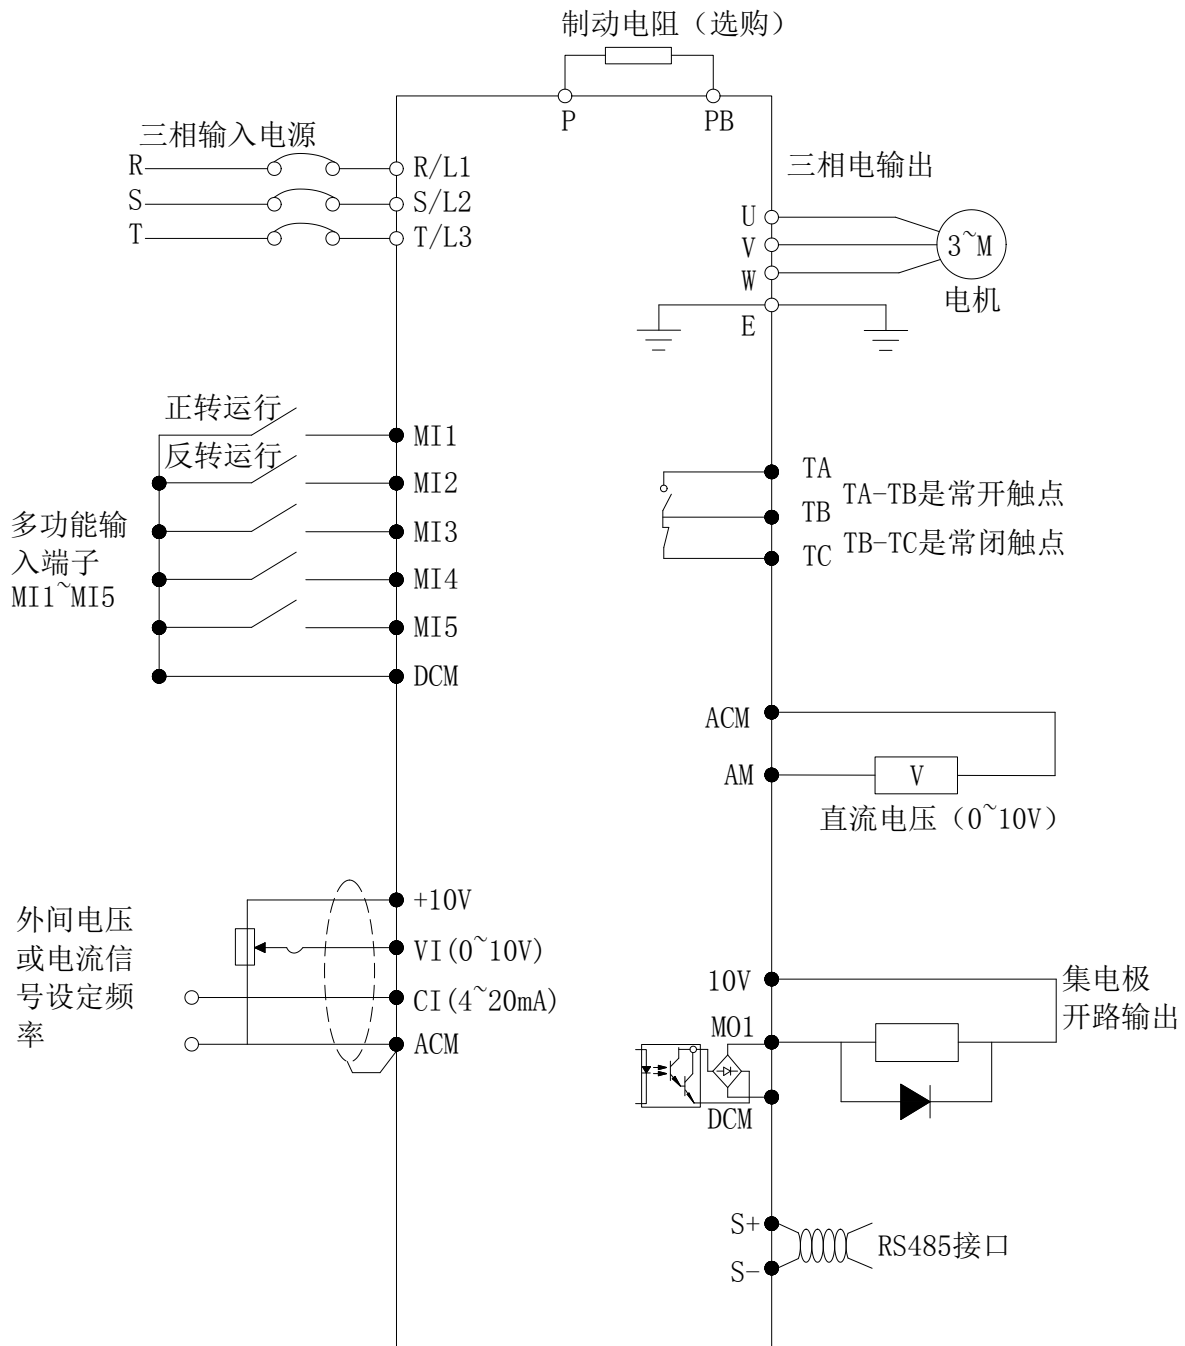 制动电阻（选购）
P
PB
三相输入电源
R
R/L1
S
S/L2
T
T/L3
三相电输出
U
V
W
E
3~M
电机
正转运行
MI1
反转运行
MI2
MI3
MI4
MI5
DCM
多功能输
入端子
MI1~MI5
TA
TB
TC
TA-TB是常开触点
TB-TC是常闭触点
ACM
AM
V
直流电压（0~10V）
外间电压
或电流信
号设定频
率
+10V
VI(0~10V)
CI(4~20mA)
ACM
10V
MO1
DCM
集电极
开路输出
S+
S-
RS485接口